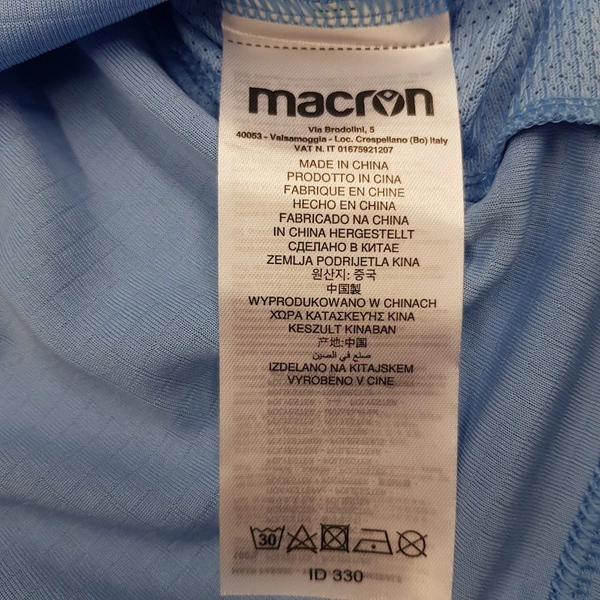 macron
Via Brodolini, 5
40053 - Valsamoggia - Loc. Crespellano (Bo) Italy
VAT N. IT 01675921207
MADE IN CHINA
PRODOTTO IN CINA
FABRIQUE EN CHINE
HECHO EN CHINA
FABRICADO NA CHINA
IN CHINA HERGESTELLT
СДЕЛАНО В КИТАЕ
ZEMLJA PODRIJETLA KINA
원산지: 중국
中国製
WYPRODUKOWANO W CHINACH
ΧΩΡΑ ΚΑΤΑΣΚΕΥΗΣ ΚΙΝΑ
KESZULT KINABAN
产地:中国
صنع في الصين
IZDELANO NA KITAJSKEM
VYROBENO V CINE
30
ID 330